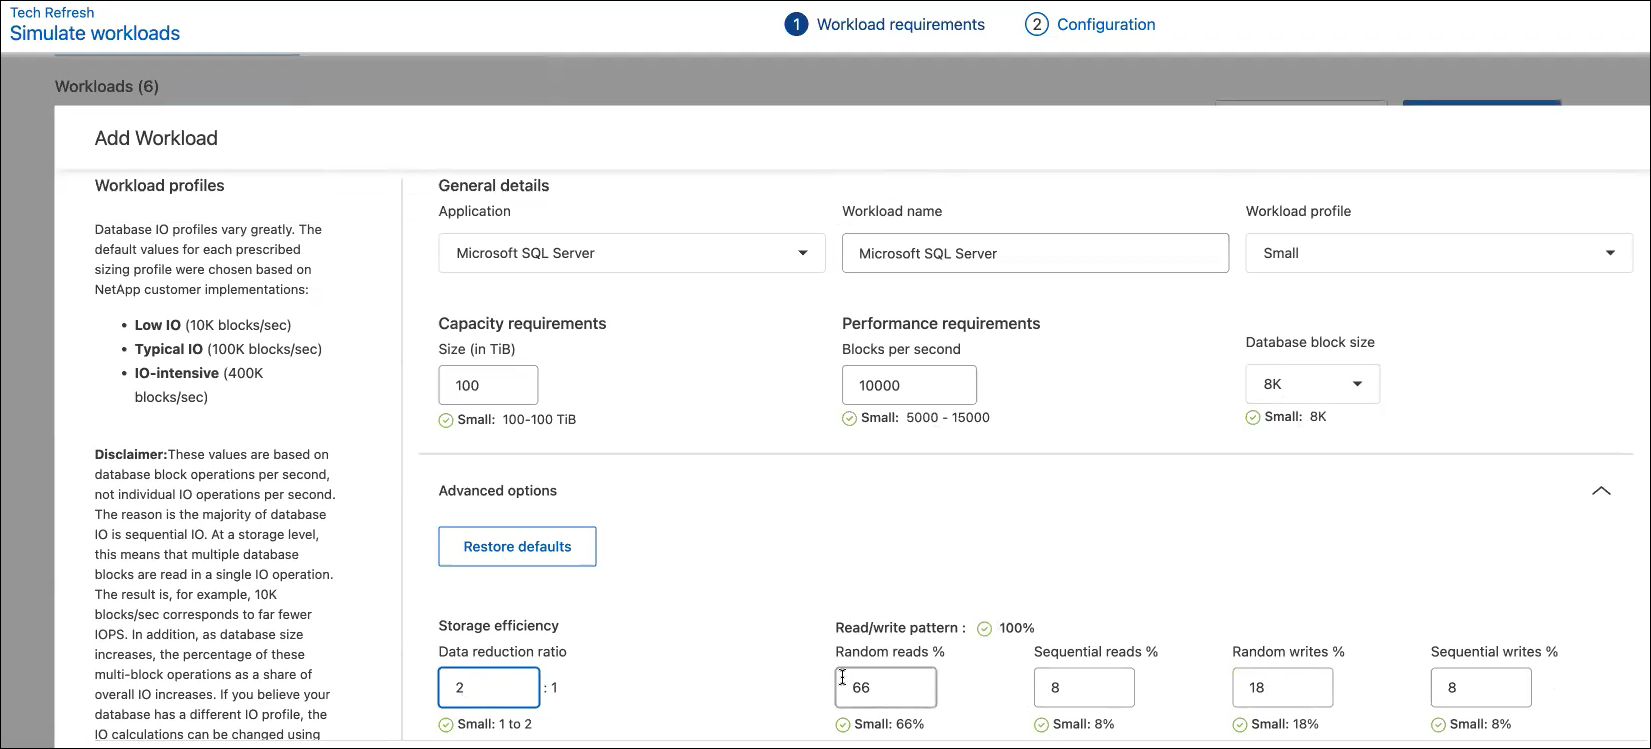 Tech Refresh
Simulate workloads
1 Workload requirements
2 Configuration
Workloads (6)
Add Workload
Workload profiles
Database IO profiles vary greatly. The
default values for each prescribed
sizing profile were chosen based on
NetApp customer implementations:
• Low IO (10K blocks/sec)
• Typical IO (100K blocks/sec)
• IO-intensive (400K
blocks/sec)
Disclaimer:These values are based on
database block operations per second,
not individual IO operations per second.
The reason is the majority of database
IO is sequential IO. At a storage level,
this means that multiple database
blocks are read in a single IO operation.
The result is, for example, 10K
blocks/sec corresponds to far fewer
IOPS. In addition, as database size
increases, the percentage of these
multi-block operations as a share of
overall IO increases. If you believe your
database has a different IO profile, the
IO calculations can be changed using
General details
Application
Microsoft SQL Server
Workload name
Microsoft SQL Server
Workload profile
Small
Capacity requirements
Size (in TiB)
100
Small: 100-100 TiB
Performance requirements
Blocks per second
10000
Small: 5000 - 15000
Database block size
8K
Small: 8K
Advanced options
Restore defaults
Storage efficiency
Data reduction ratio
2 : 1
Small: 1 to 2
Read/write pattern : 100%
Random reads %
66
Small: 66%
Sequential reads %
8
Small: 8%
Random writes %
18
Small: 18%
Sequential writes %
8
Small: 8%